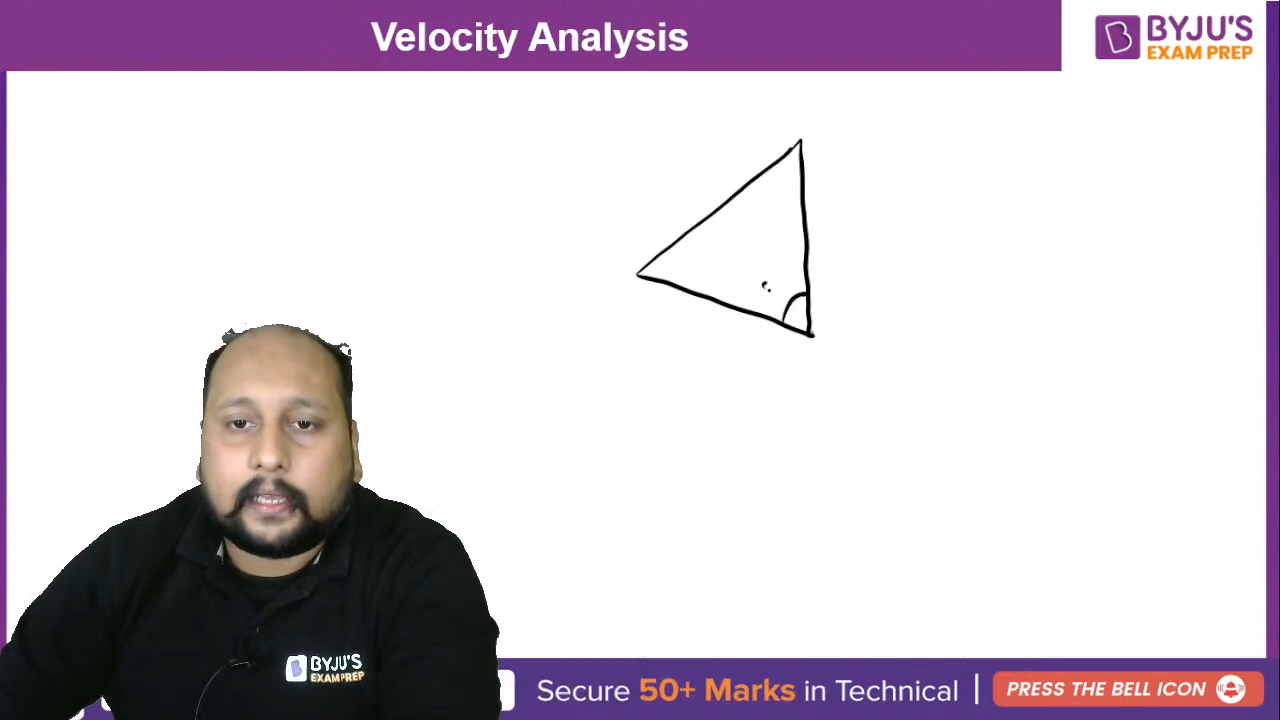 Velocity Analysis
BYJU'S
EXAM PREP
BYJU'S
EXAM PREP
Secure 50+ Marks in Technical
PRESS THE BELL ICON